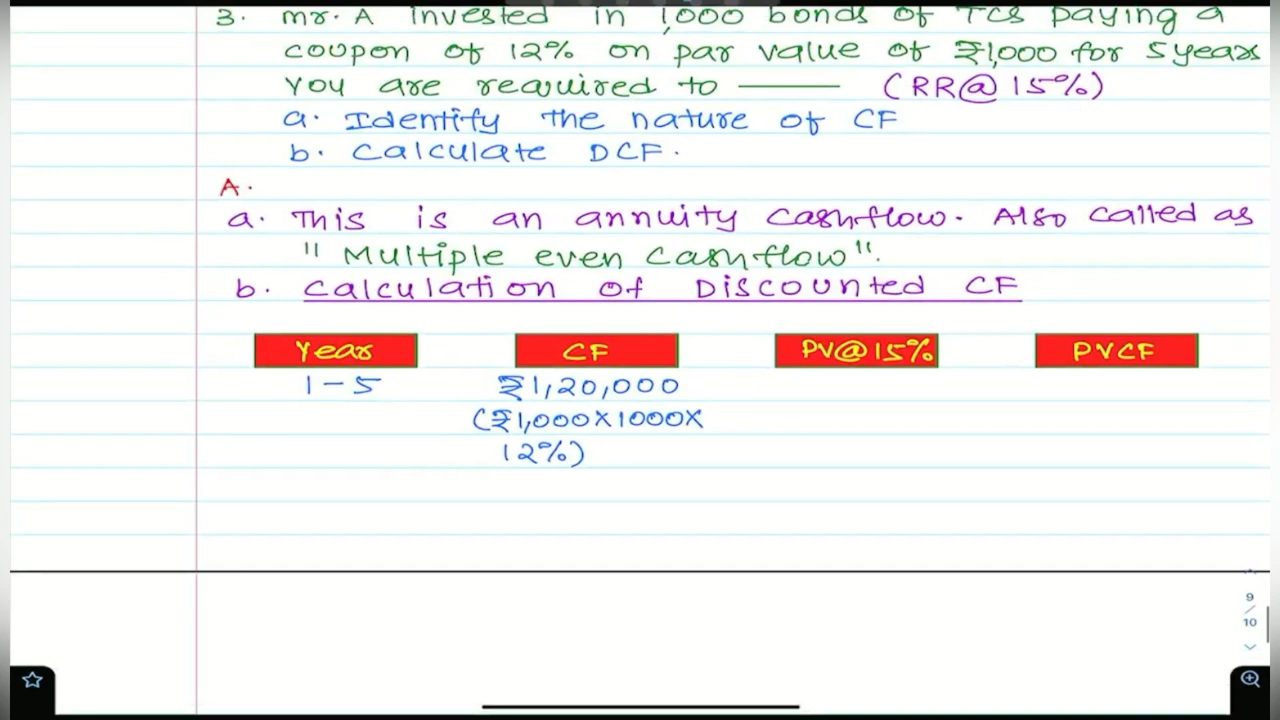 3. Mr. A invested in 1,000 bonds of TCS paying a
coupon of 12% on par value of ₹1,000 for 5 years
You are required to —— (RR@ 15%)
a. Identify the nature of CF
b. Calculate DCF.
A.
a. This is an annuity cashflow. Also called as
" Multiple even cashflow".
b. Calculation of Discounted CF
Year CF PV@15% PVCF
1-5 ₹1,20,000
(₹1,000X1000X
12%)
9
/
10